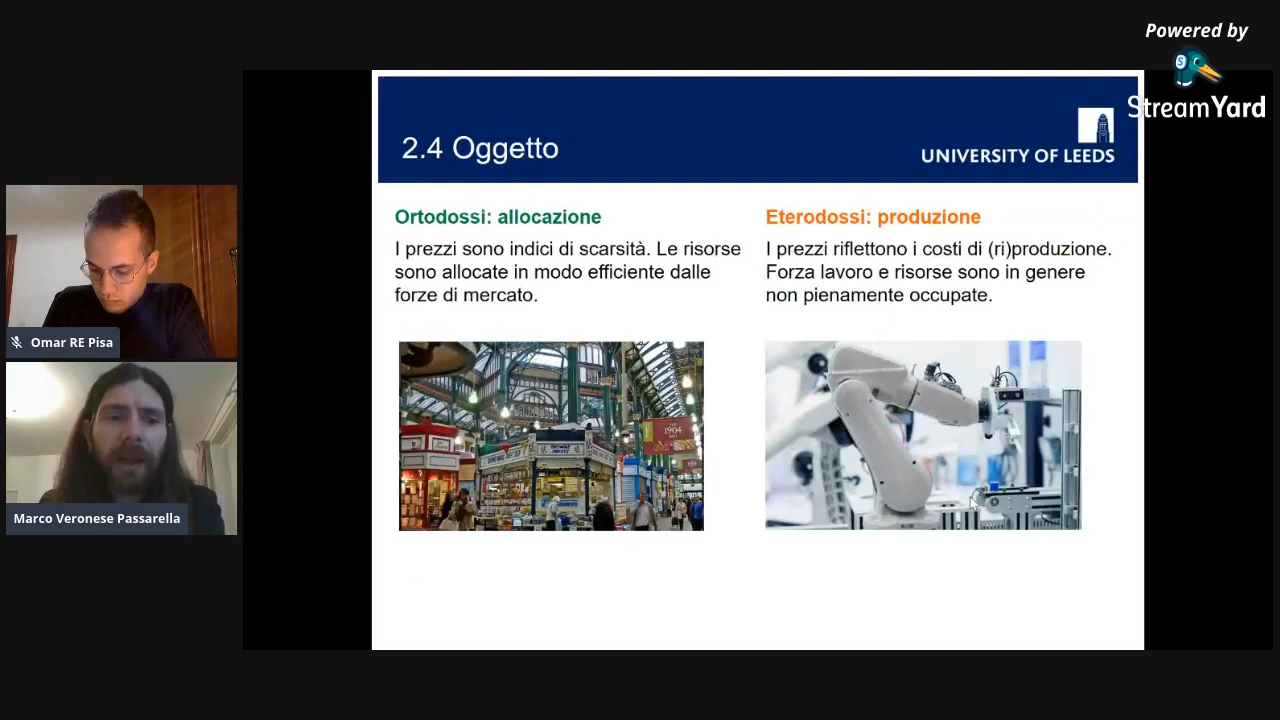 Powered by
StreamYard
2.4 Oggetto
UNIVERSITY OF LEEDS
Ortodossi: allocazione
I prezzi sono indici di scarsità. Le risorse
sono allocate in modo efficiente dalle
forze di mercato.
Eterodossi: produzione
I prezzi riflettono i costi di (ri)produzione.
Forza lavoro e risorse sono in genere
non pienamente occupate.
1904
Omar RE Pisa
Marco Veronese Passarella